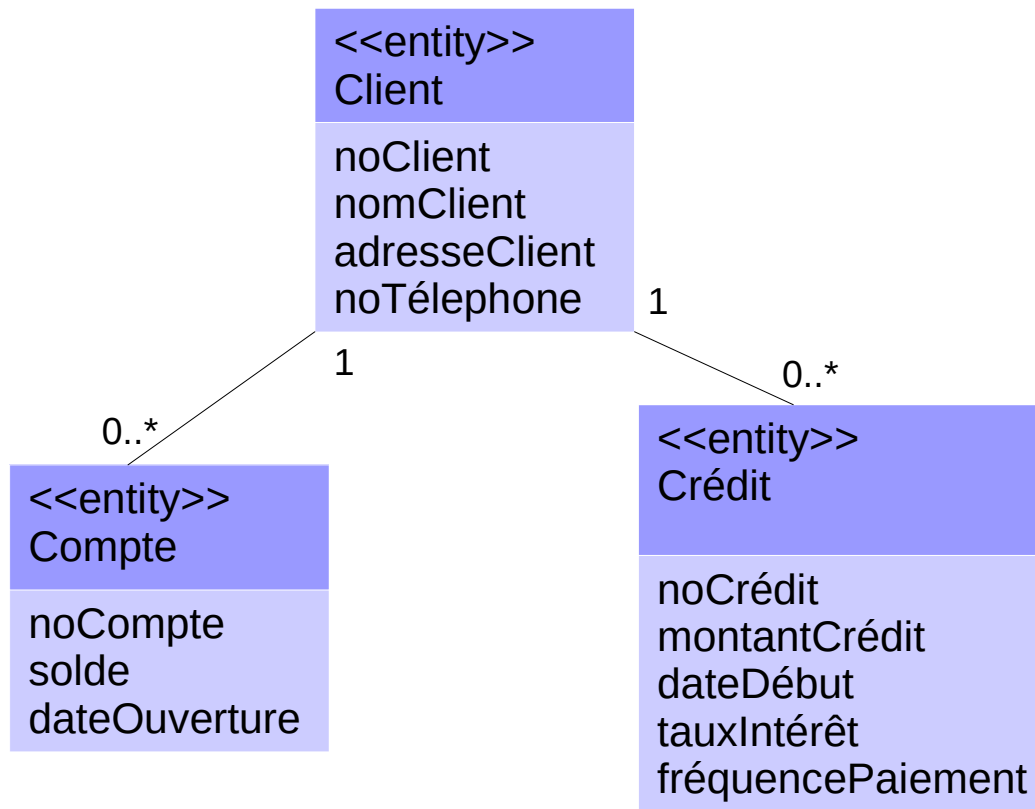 <<entity>>
Client
noClient
nomClient
adresseClient
noTélephone
1
1
0..*
0..*
<<entity>>
Compte
noCompte
solde
dateOuverture
<<entity>>
Crédit
noCrédit
montantCrédit
dateDébut
tauxIntérêt
fréquencePaiement